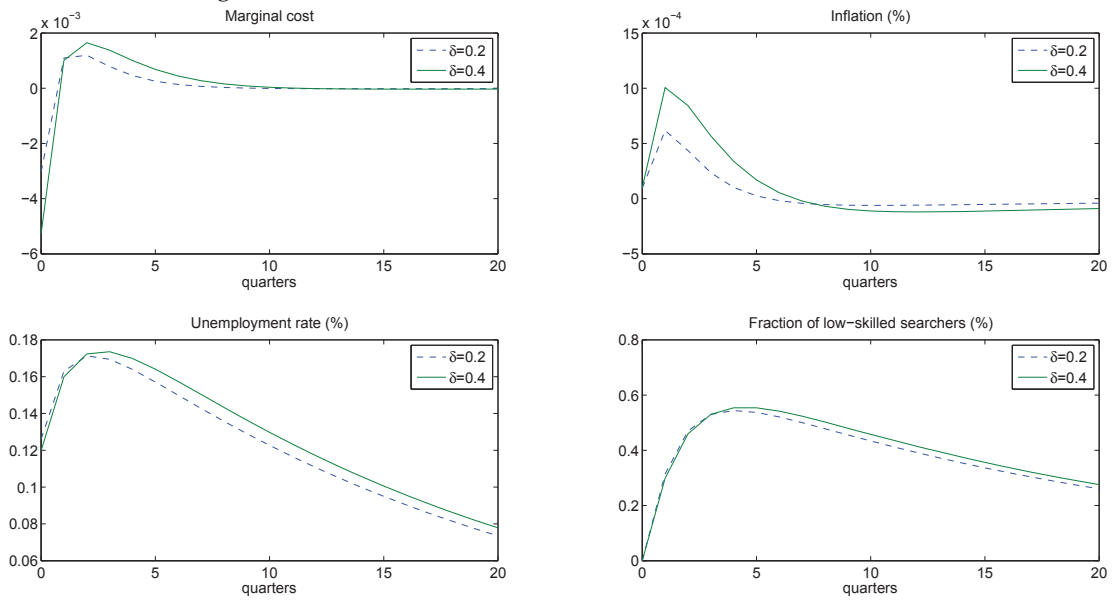 Marginal cost
x 10⁻³
2
0
−2
−4
−6
0
5
10
15
20
quarters
δ=0.2
δ=0.4
Inflation (%)
x 10⁻⁴
15
10
5
0
−5
0
5
10
15
20
quarters
δ=0.2
δ=0.4
Unemployment rate (%)
0.18
0.16
0.14
0.12
0.1
0.08
0.06
0
5
10
15
20
quarters
δ=0.2
δ=0.4
Fraction of low−skilled searchers (%)
0.8
0.6
0.4
0.2
0
0
5
10
15
20
quarters
δ=0.2
δ=0.4